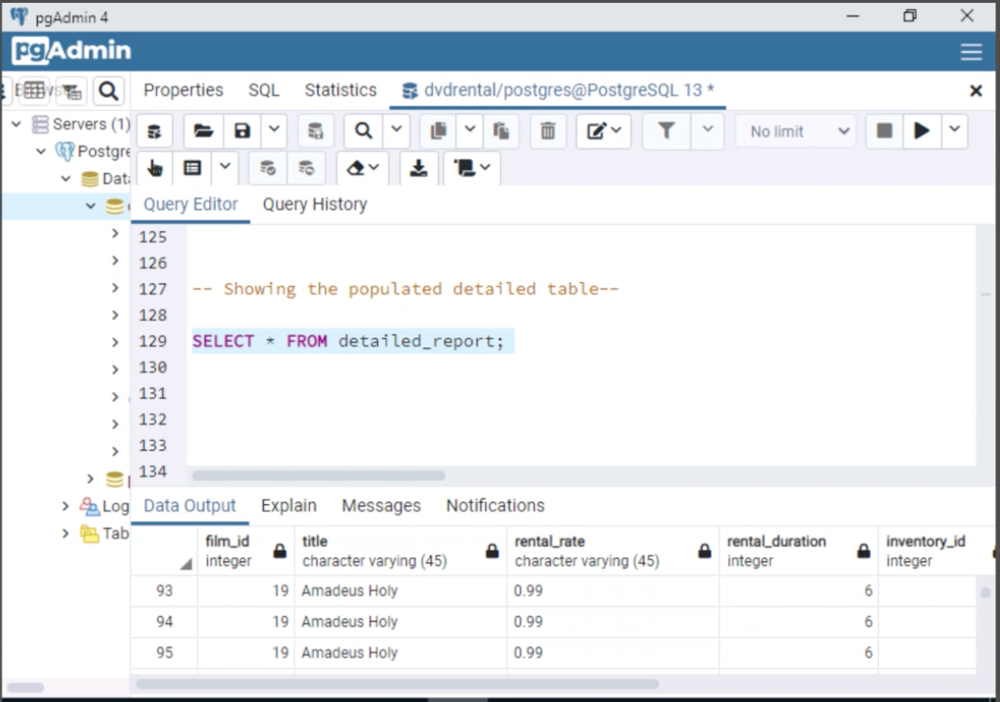 pgAdmin 4
pgAdmin
Properties SQL Statistics dvdrental/postgres@PostgreSQL 13 *
Servers (1)
No limit
Postgre
Data
Query Editor Query History
125
126
127 -- Showing the populated detailed table--
128
129 SELECT * FROM detailed_report;
130
131
132
133
134
Log
Data Output Explain Messages Notifications
Tab
film_id title rental_rate rental_duration inventory_id
integer character varying (45) character varying (45) integer integer
93 19 Amadeus Holy 0.99 6
94 19 Amadeus Holy 0.99 6
95 19 Amadeus Holy 0.99 6